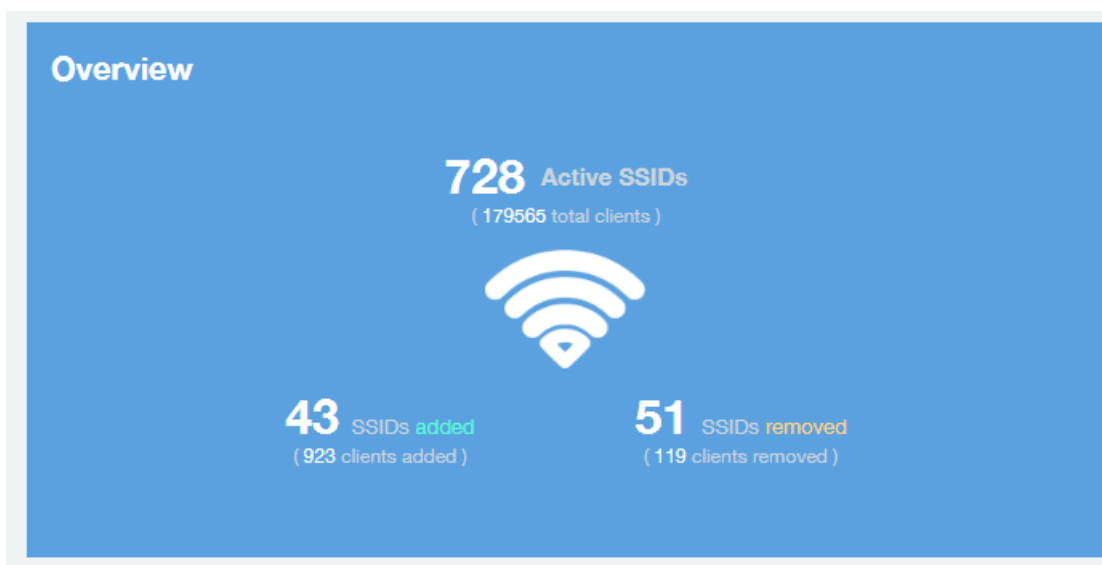 Overview
728 Active SSIDs
( 179565 total clients )
43 SSIDs added
( 923 clients added )
51 SSIDs removed
( 119 clients removed )